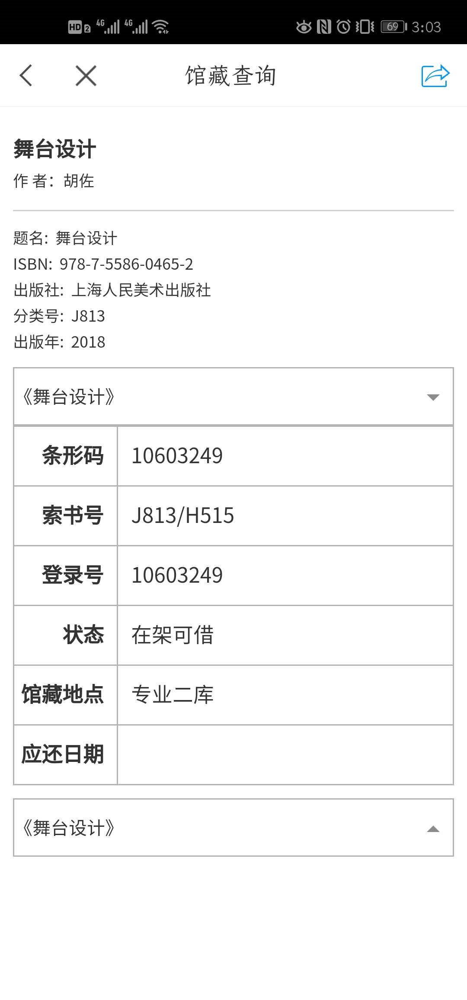 HD 2 4G 4G 69 3:03
馆藏查询
舞台设计
作 者：胡佐
题名: 舞台设计
ISBN: 978-7-5586-0465-2
出版社: 上海人民美术出版社
分类号: J813
出版年: 2018
《舞台设计》
条形码 10603249
索书号 J813/H515
登录号 10603249
状态 在架可借
馆藏地点 专业二库
应还日期
《舞台设计》